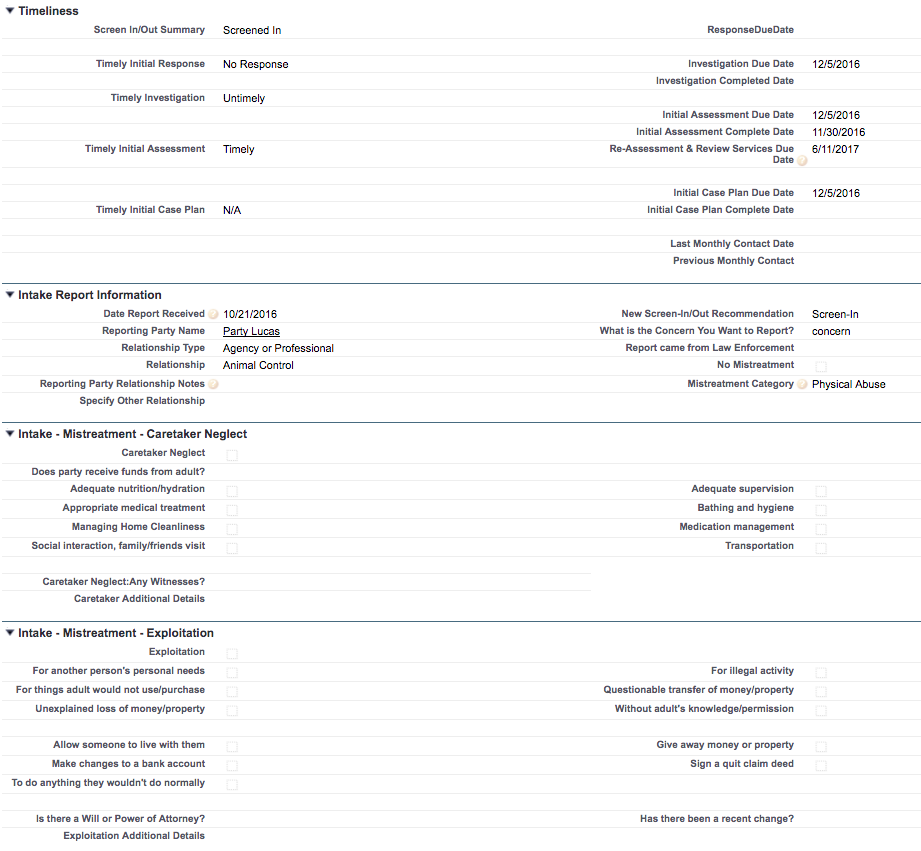 Timeliness
Screen In/Out Summary Screened In ResponseDueDate
Timely Initial Response No Response Investigation Due Date 12/5/2016
Investigation Completed Date
Timely Investigation Untimely
Initial Assessment Due Date 12/5/2016
Initial Assessment Complete Date 11/30/2016
Timely Initial Assessment Timely Re-Assessment & Review Services Due 6/11/2017
Date ?
Initial Case Plan Due Date 12/5/2016
Timely Initial Case Plan N/A Initial Case Plan Complete Date
Last Monthly Contact Date
Previous Monthly Contact
Intake Report Information
Date Report Received ? 10/21/2016 New Screen-In/Out Recommendation Screen-In
Reporting Party Name Party Lucas What is the Concern You Want to Report? concern
Relationship Type Agency or Professional Report came from Law Enforcement
Relationship Animal Control No Mistreatment
Reporting Party Relationship Notes ? Mistreatment Category ? Physical Abuse
Specify Other Relationship
Intake - Mistreatment - Caretaker Neglect
Caretaker Neglect
Does party receive funds from adult?
Adequate nutrition/hydration Adequate supervision
Appropriate medical treatment Bathing and hygiene
Managing Home Cleanliness Medication management
Social interaction, family/friends visit Transportation
Caretaker Neglect:Any Witnesses?
Caretaker Additional Details
Intake - Mistreatment - Exploitation
Exploitation
For another person's personal needs For illegal activity
For things adult would not use/purchase Questionable transfer of money/property
Unexplained loss of money/property Without adult's knowledge/permission
Allow someone to live with them Give away money or property
Make changes to a bank account Sign a quit claim deed
To do anything they wouldn't do normally
Is there a Will or Power of Attorney? Has there been a recent change?
Exploitation Additional Details